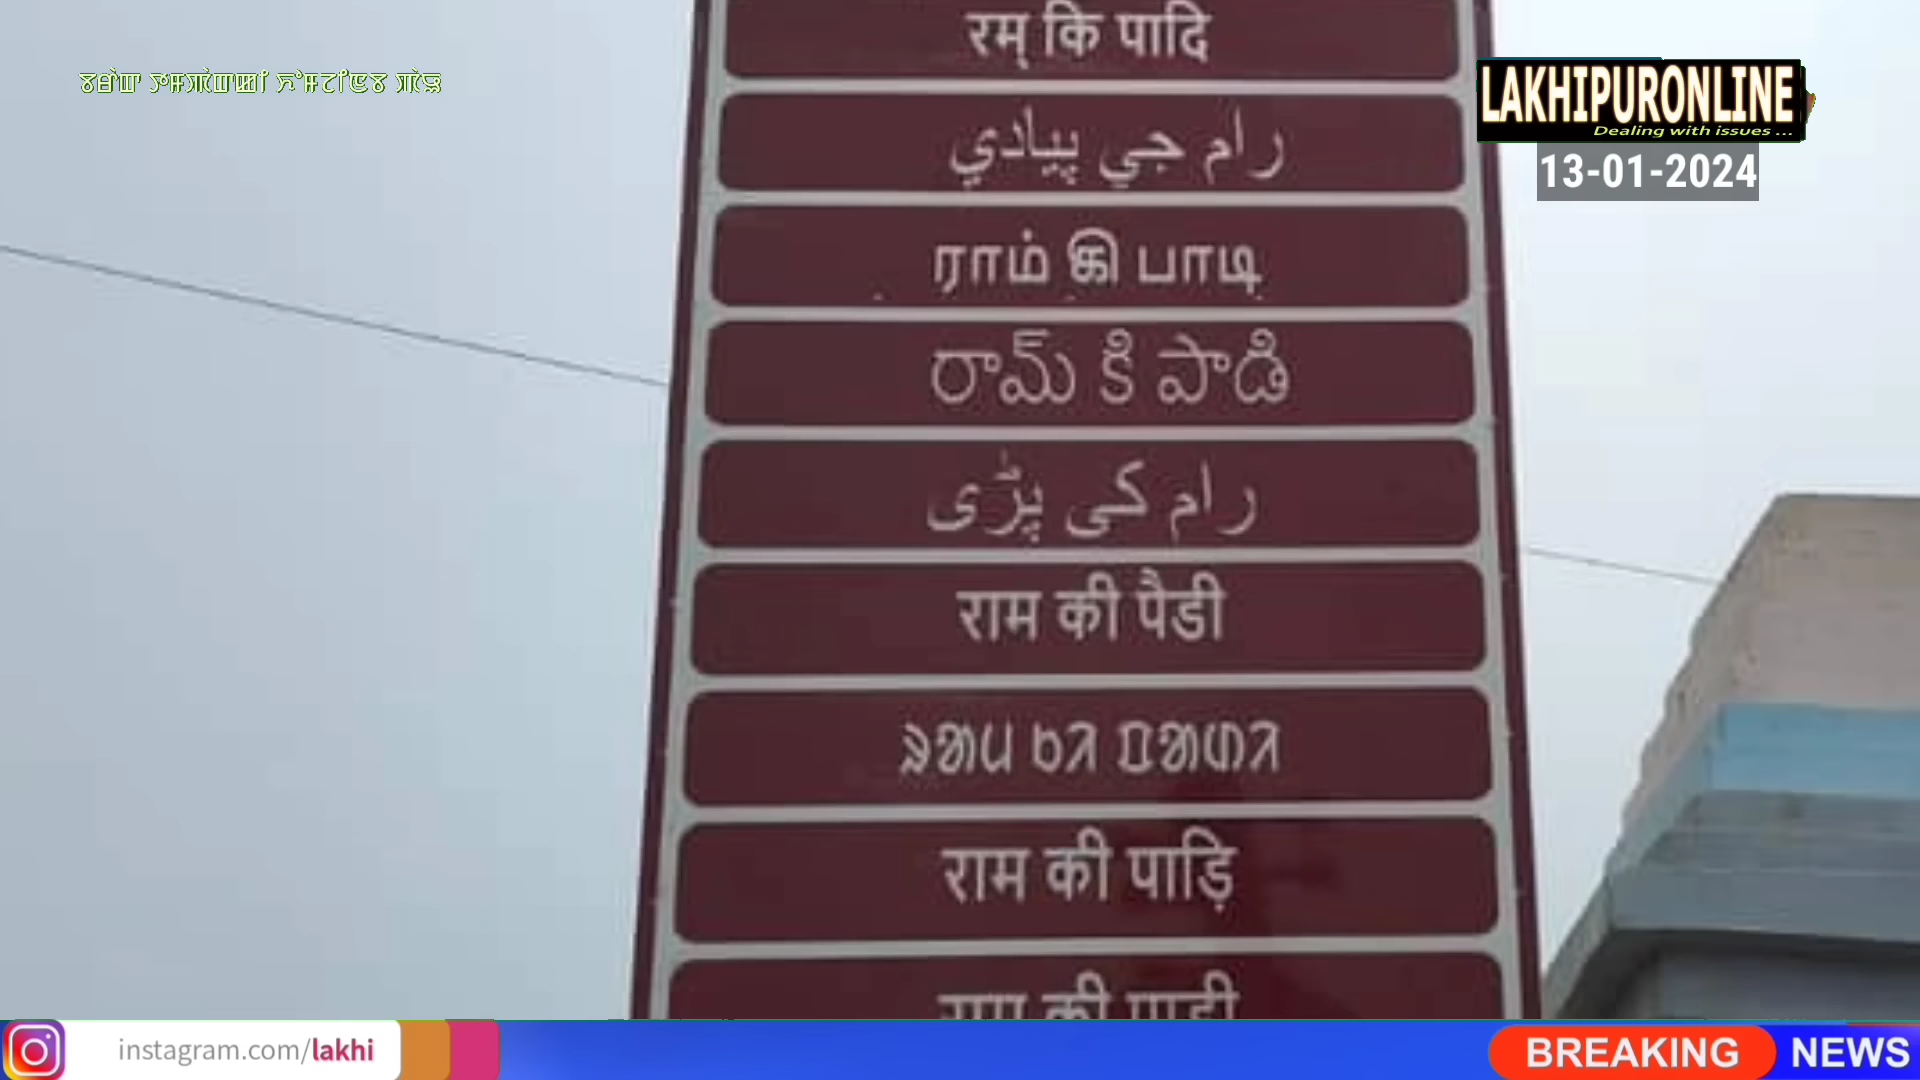 रम् कि पादि
LAKHIPURONLINE
Dealing with issues ...
13-01-2024
رام جي پيادي
ராம் கி பாடி
రామ్ కి పాడి
رام کی پڑی
राम की पैडी
राम की पाड़ि
राम की पाडी
instagram.com/lakhi
BREAKING NEWS